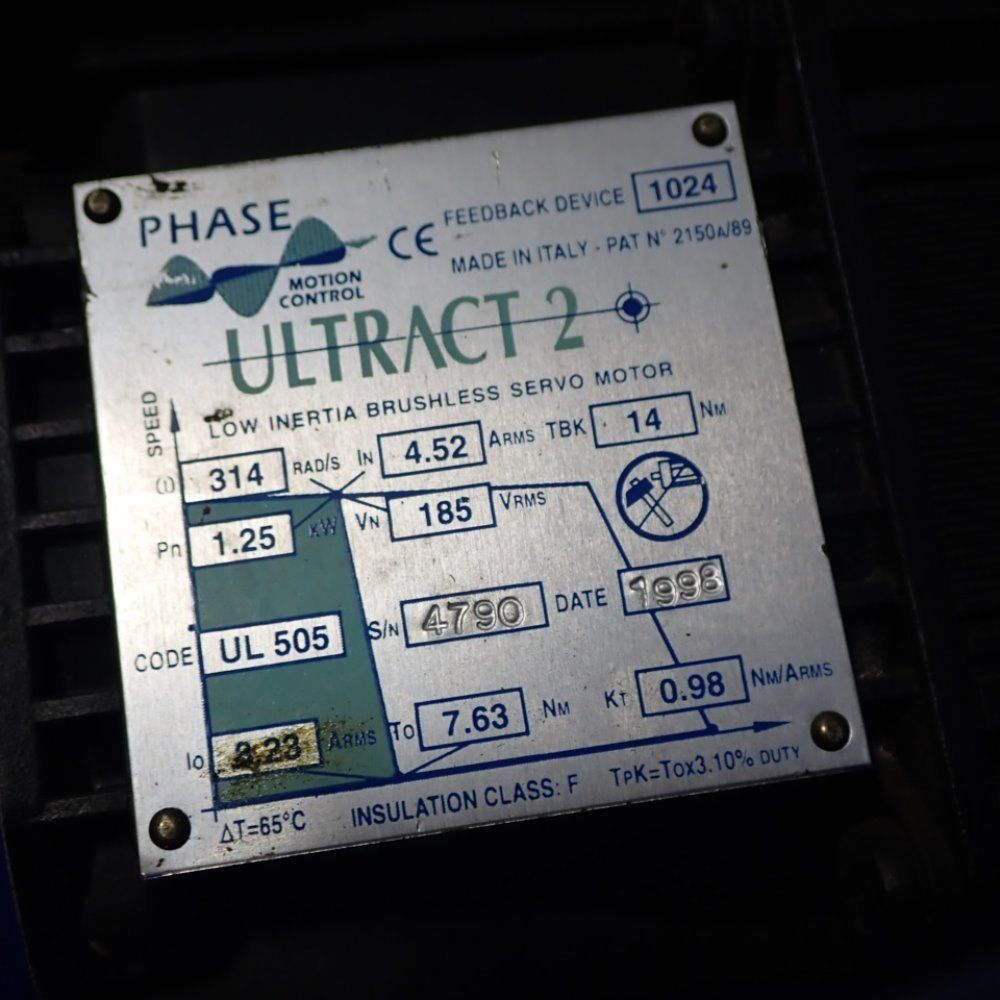 PHASE
MOTION
CONTROL
CE FEEDBACK DEVICE 1024
MADE IN ITALY - PAT N° 2150A/89
ULTRACT 2
LOW INERTIA BRUSHLESS SERVO MOTOR
SPEED
ω 314 RAD/S IN 4.52 ARMS TBK 14 NM
Pn 1.25 KW VN 185 VRMS
CODE UL 505 S/N 4790 DATE 1998
Io ARMS To 7.63 NM KT 0.98 NM/ARMS
ΔT=65°C INSULATION CLASS: F TPK=TOX3.10% DUTY